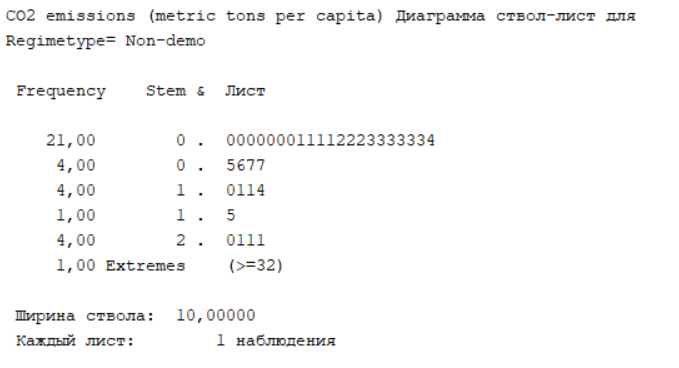 CO2 emissions (metric tons per capita) Диаграмма ствол-лист для
Regimetype= Non-demo
Frequency Stem & Лист
21,00 0 . 000000011112223333334
4,00 0 . 5677
4,00 1 . 0114
1,00 1 . 5
4,00 2 . 0111
1,00 Extremes (>=32)
Ширина ствола: 10,00000
Каждый лист: 1 наблюдения